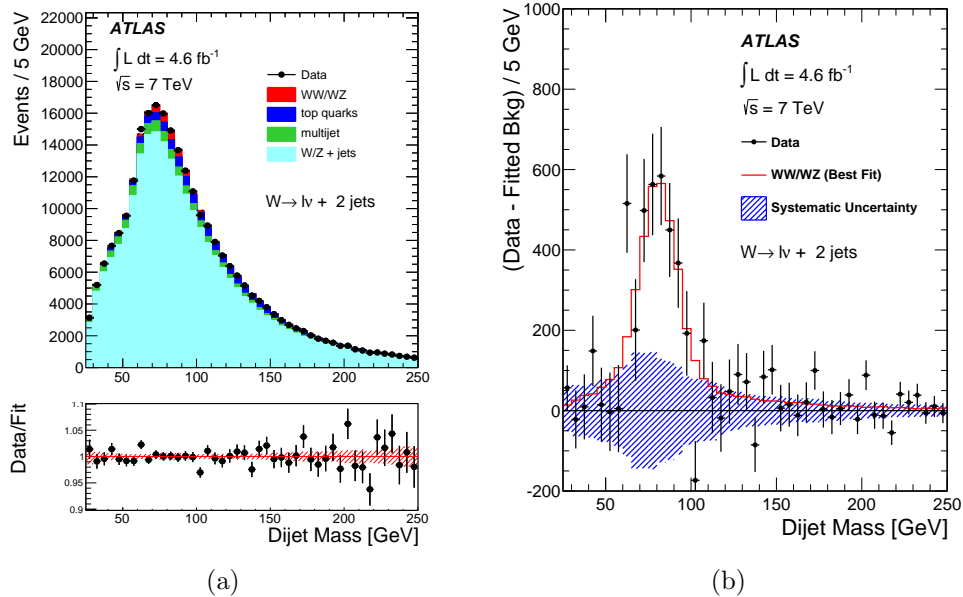 Events / 5 GeV
22000
20000
18000
16000
14000
12000
10000
8000
6000
4000
2000
0
ATLAS
∫ L dt = 4.6 fb⁻¹
√s = 7 TeV
Data
WW/WZ
top quarks
multijet
W/Z + jets
W→ lν + 2 jets
50 100 150 200 250
Data/Fit
1.1
1.05
1
0.95
0.9
50 100 150 200 250
Dijet Mass [GeV]
(a)
(Data - Fitted Bkg) / 5 GeV
1000
800
600
400
200
0
-200
ATLAS
∫ L dt = 4.6 fb⁻¹
√s = 7 TeV
Data
WW/WZ (Best Fit)
Systematic Uncertainty
W→ lν + 2 jets
50 100 150 200 250
Dijet Mass [GeV]
(b)